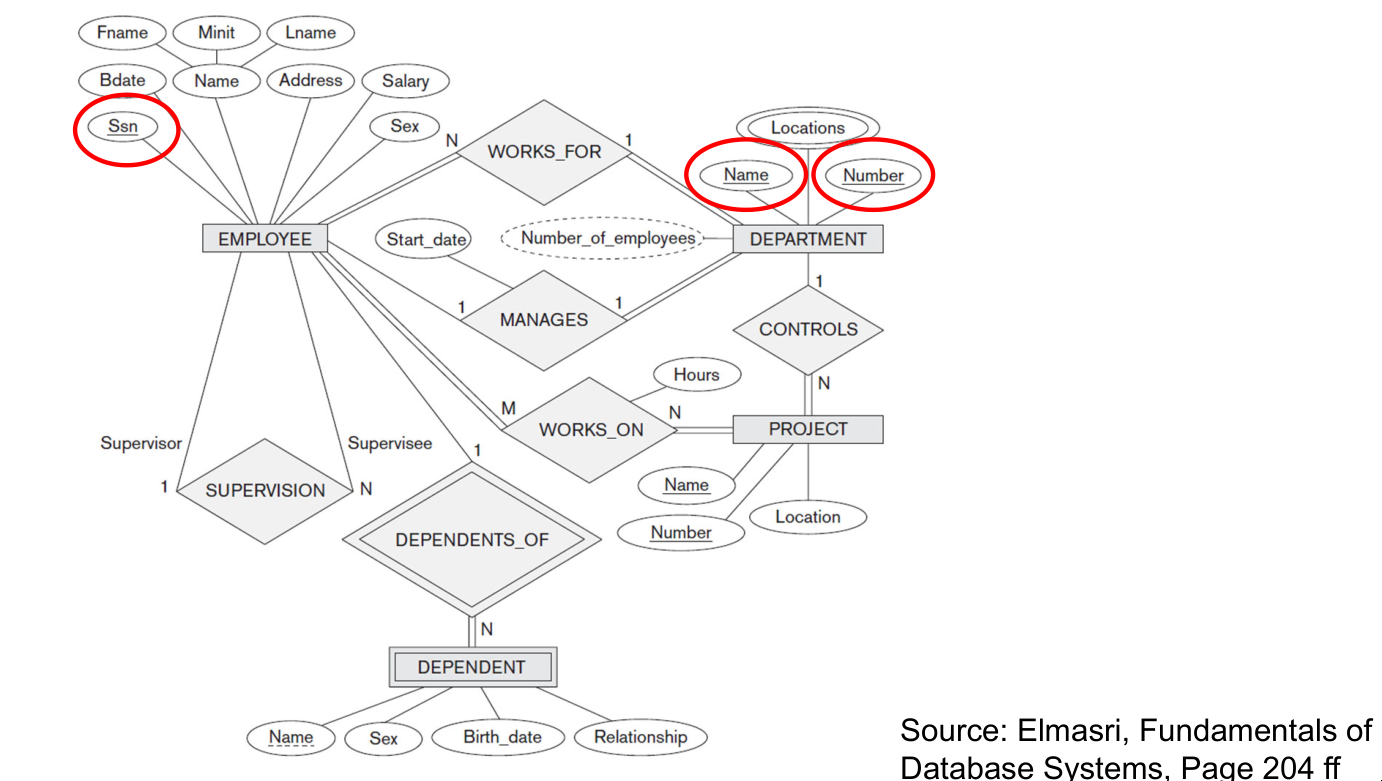 Fname Minit Lname
Bdate Name Address Salary
Ssn Sex
N WORKS_FOR 1
Locations
Name Number
EMPLOYEE Start_date Number_of_employees DEPARTMENT
1 MANAGES 1
1
CONTROLS
N
Hours
M WORKS_ON N
PROJECT
Supervisor Supervisee 1
1 SUPERVISION N
Name
Number Location
DEPENDENTS_OF
N
DEPENDENT
Name Sex Birth_date Relationship
Source: Elmasri, Fundamentals of
Database Systems, Page 204 ff